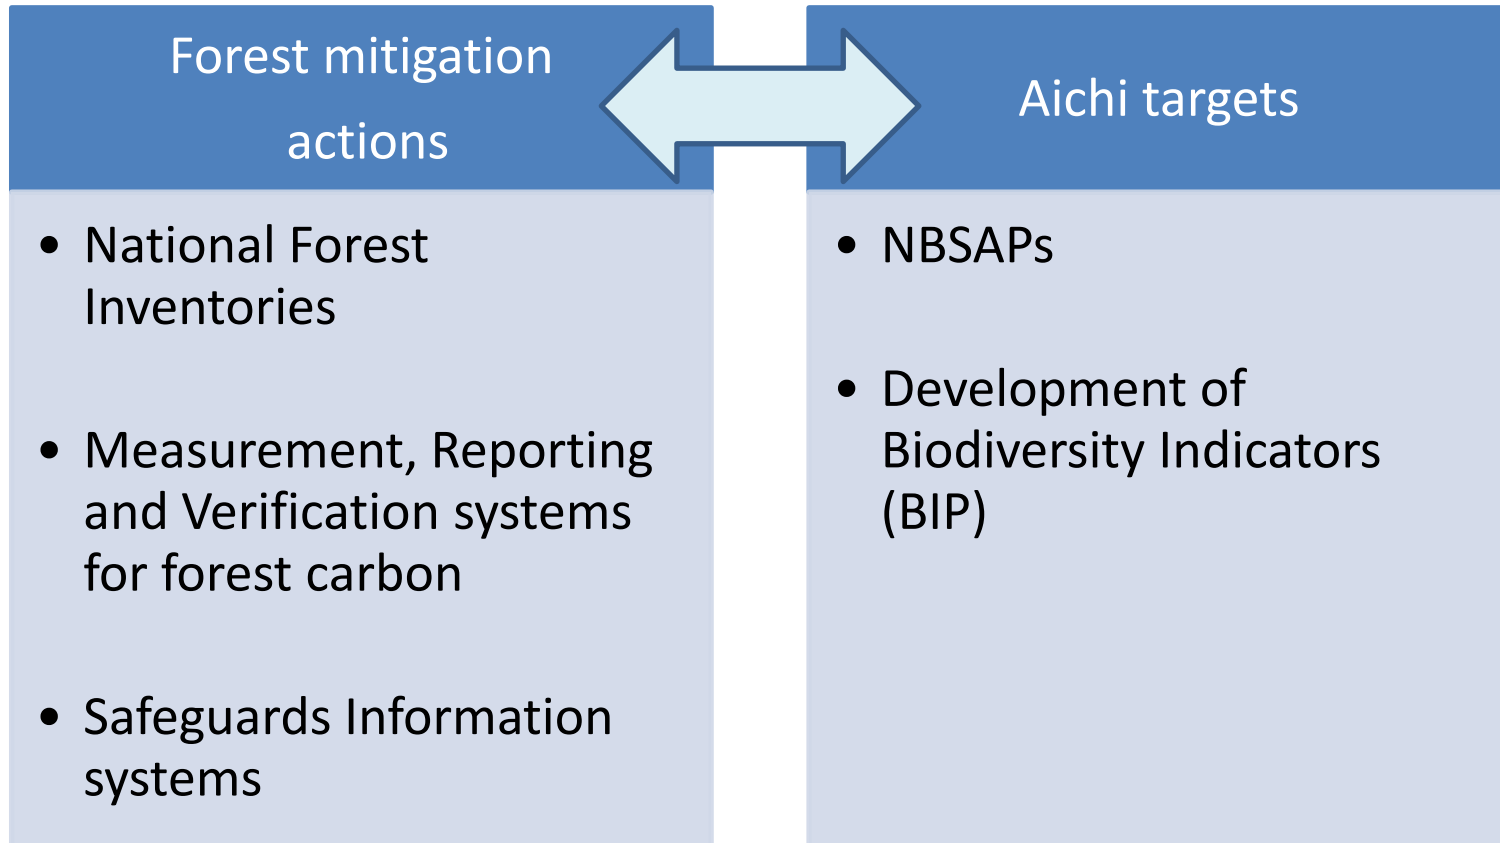 Forest mitigation
actions
• National Forest
Inventories
• Measurement, Reporting
and Verification systems
for forest carbon
• Safeguards Information
systems
Aichi targets
• NBSAPs
• Development of
Biodiversity Indicators
(BIP)